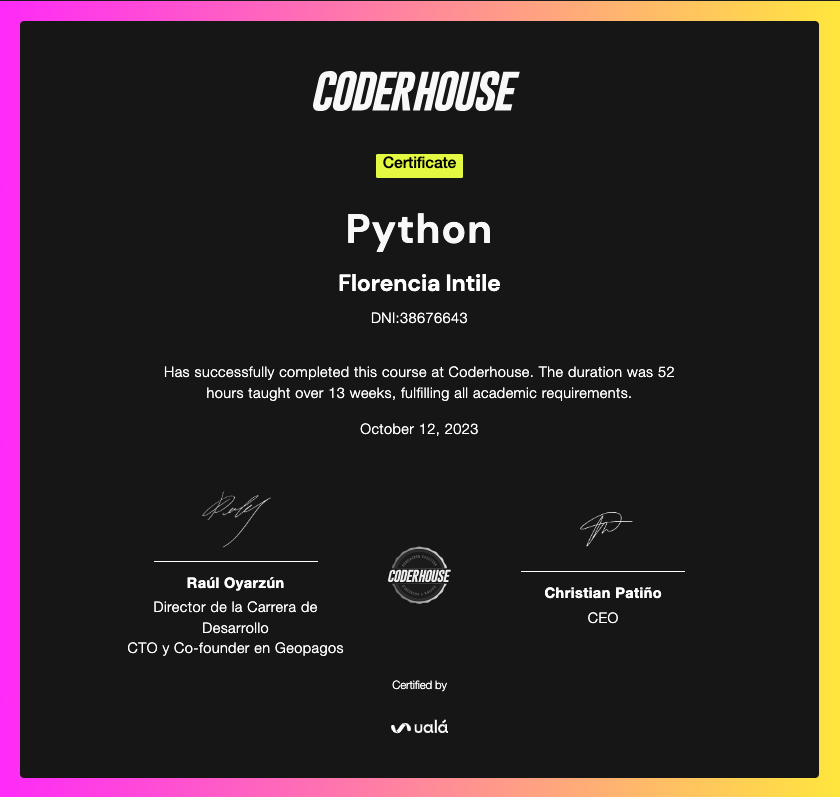 CODERHOUSE
Certificate
Python
Florencia Intile
DNI:38676643
Has successfully completed this course at Coderhouse. The duration was 52
hours taught over 13 weeks, fulfilling all academic requirements.
October 12, 2023
Raúl Oyarzún
Director de la Carrera de
Desarrollo
CTO y Co-founder en Geopagos
CODERHOUSE
Christian Patiño
CEO
Certified by
ualá